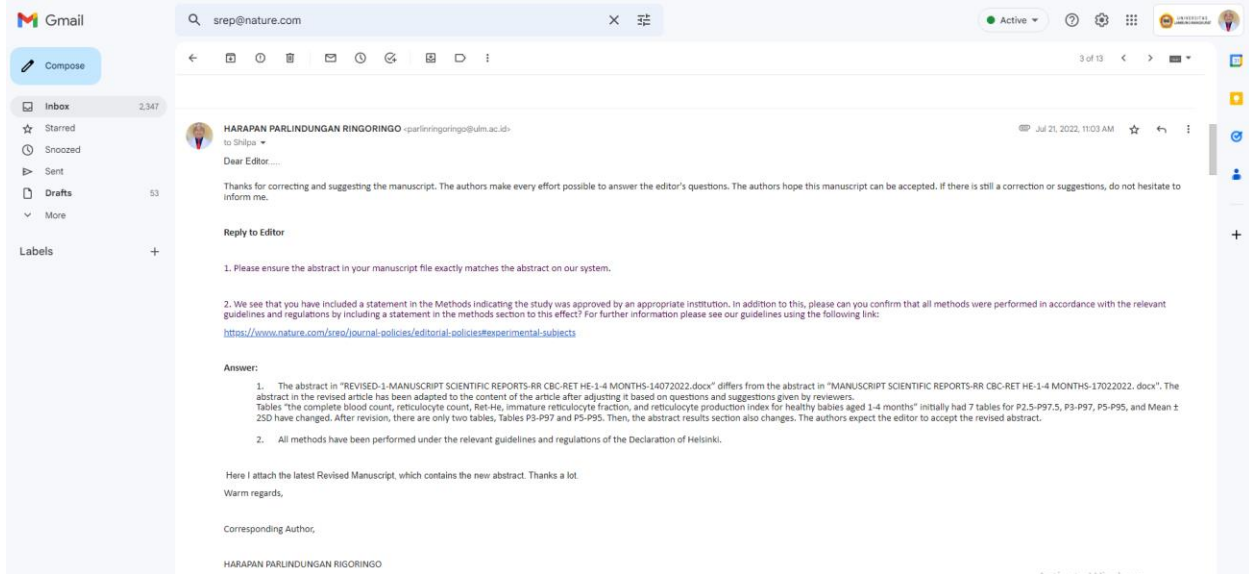 Gmail
srep@nature.com
Active
UNIVERSITAS
Compose
3 of 13
Inbox 2,347
Starred
Snoozed
Sent
Drafts 53
More
Labels
HARAPAN PARLINDUNGAN RINGORINGO <parlinringoringo@ulm.ac.id>
Jul 21, 2022, 11:03 AM
to Shilpa
Dear Editor.....
Thanks for correcting and suggesting the manuscript. The authors make every effort possible to answer the editor's questions. The authors hope this manuscript can be accepted. If there is still a correction or suggestions, do not hesitate to
inform me.
Reply to Editor
1. Please ensure the abstract in your manuscript file exactly matches the abstract on our system.
2. We see that you have included a statement in the Methods indicating the study was approved by an appropriate institution. In addition to this, please can you confirm that all methods were performed in accordance with the relevant
guidelines and regulations by including a statement in the methods section to this effect? For further information please see our guidelines using the following link:
https://www.nature.com/srep/journal-policies/editorial-policies#experimental-subjects
Answer:
1. The abstract in "REVISED-1-MANUSCRIPT SCIENTIFIC REPORTS-RR CBC-RET HE-1-4 MONTHS-14072022.docx" differs from the abstract in "MANUSCRIPT SCIENTIFIC REPORTS-RR CBC-RET HE-1-4 MONTHS-17022022. docx". The
abstract in the revised article has been adapted to the content of the article after adjusting it based on questions and suggestions given by reviewers.
Tables "the complete blood count, reticulocyte count, Ret-He, immature reticulocyte fraction, and reticulocyte production index for healthy babies aged 1-4 months" initially had 7 tables for P2.5-P97.5, P3-P97, P5-P95, and Mean ±
2SD have changed. After revision, there are only two tables, Tables P3-P97 and P5-P95. Then, the abstract results section also changes. The authors expect the editor to accept the revised abstract.
2. All methods have been performed under the relevant guidelines and regulations of the Declaration of Helsinki.
Here I attach the latest Revised Manuscript, which contains the new abstract. Thanks a lot
Warm regards,
Corresponding Author,
HARAPAN PARLINDUNGAN RIGORINGO